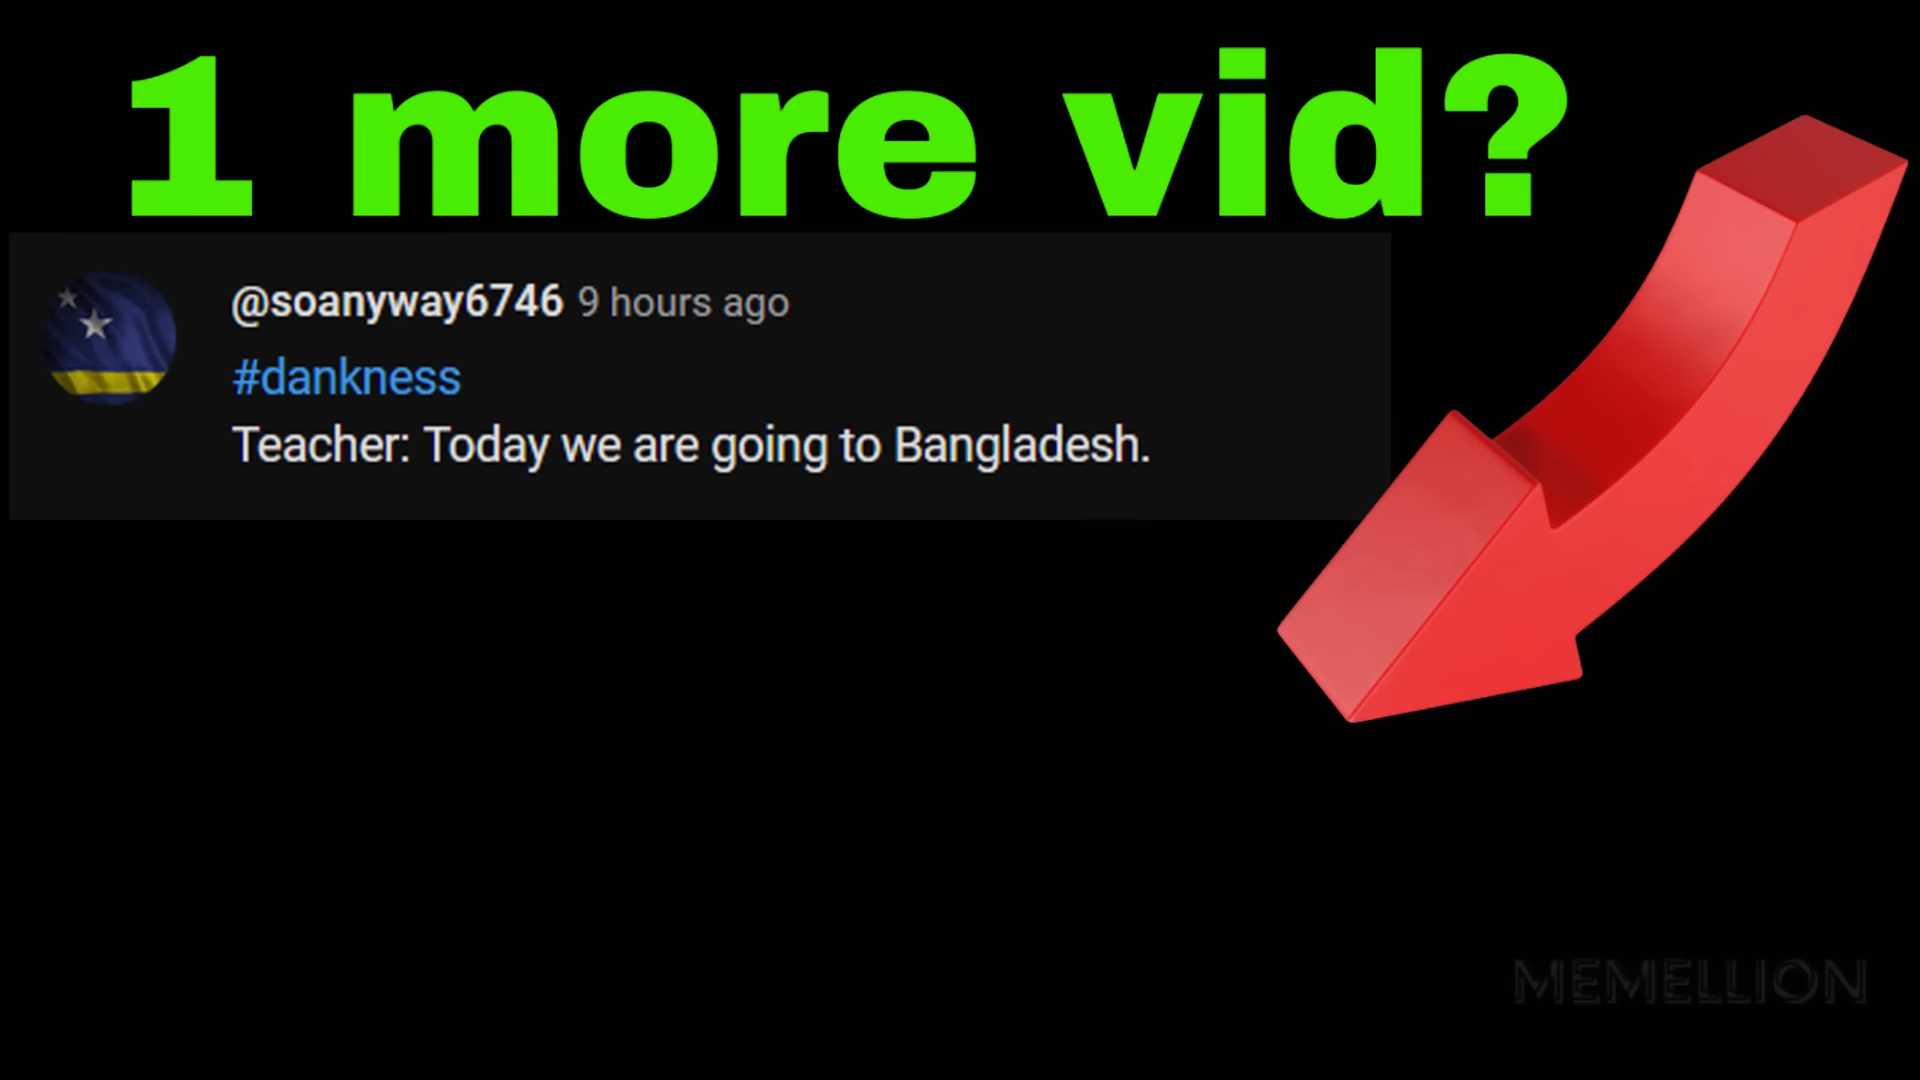 1 more vid?
@soanyway6746 9 hours ago
#dankness
Teacher: Today we are going to Bangladesh.
MEMELLION